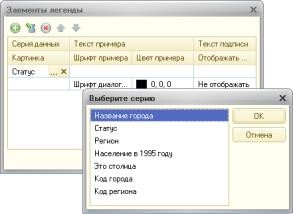 Элементы легенды
Серия данных Текст примера Текст подписи
Картинка Шрифт примера Цвет примера Отображать ...
Статус ...
Шрифт диалог... 0, 0, 0 Не отображать
Выберите серию
Название города
Статус
Регион
Население в 1995 году
Это столица
Код города
Код региона
OK
Отмена